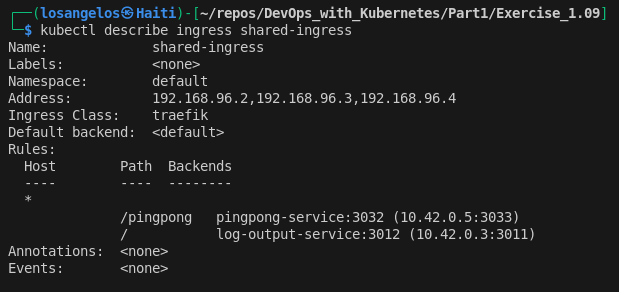 ┌──(losangelos㉿Haiti)-[~/repos/DevOps_with_Kubernetes/Part1/Exercise_1.09]
└─$ kubectl describe ingress shared-ingress
Name:             shared-ingress
Labels:           <none>
Namespace:        default
Address:          192.168.96.2,192.168.96.3,192.168.96.4
Ingress Class:    traefik
Default backend:  <default>
Rules:
  Host        Path  Backends
  ----        ----  --------
  *
              /pingpong   pingpong-service:3032 (10.42.0.5:3033)
              /           log-output-service:3012 (10.42.0.3:3011)
Annotations:  <none>
Events:       <none>